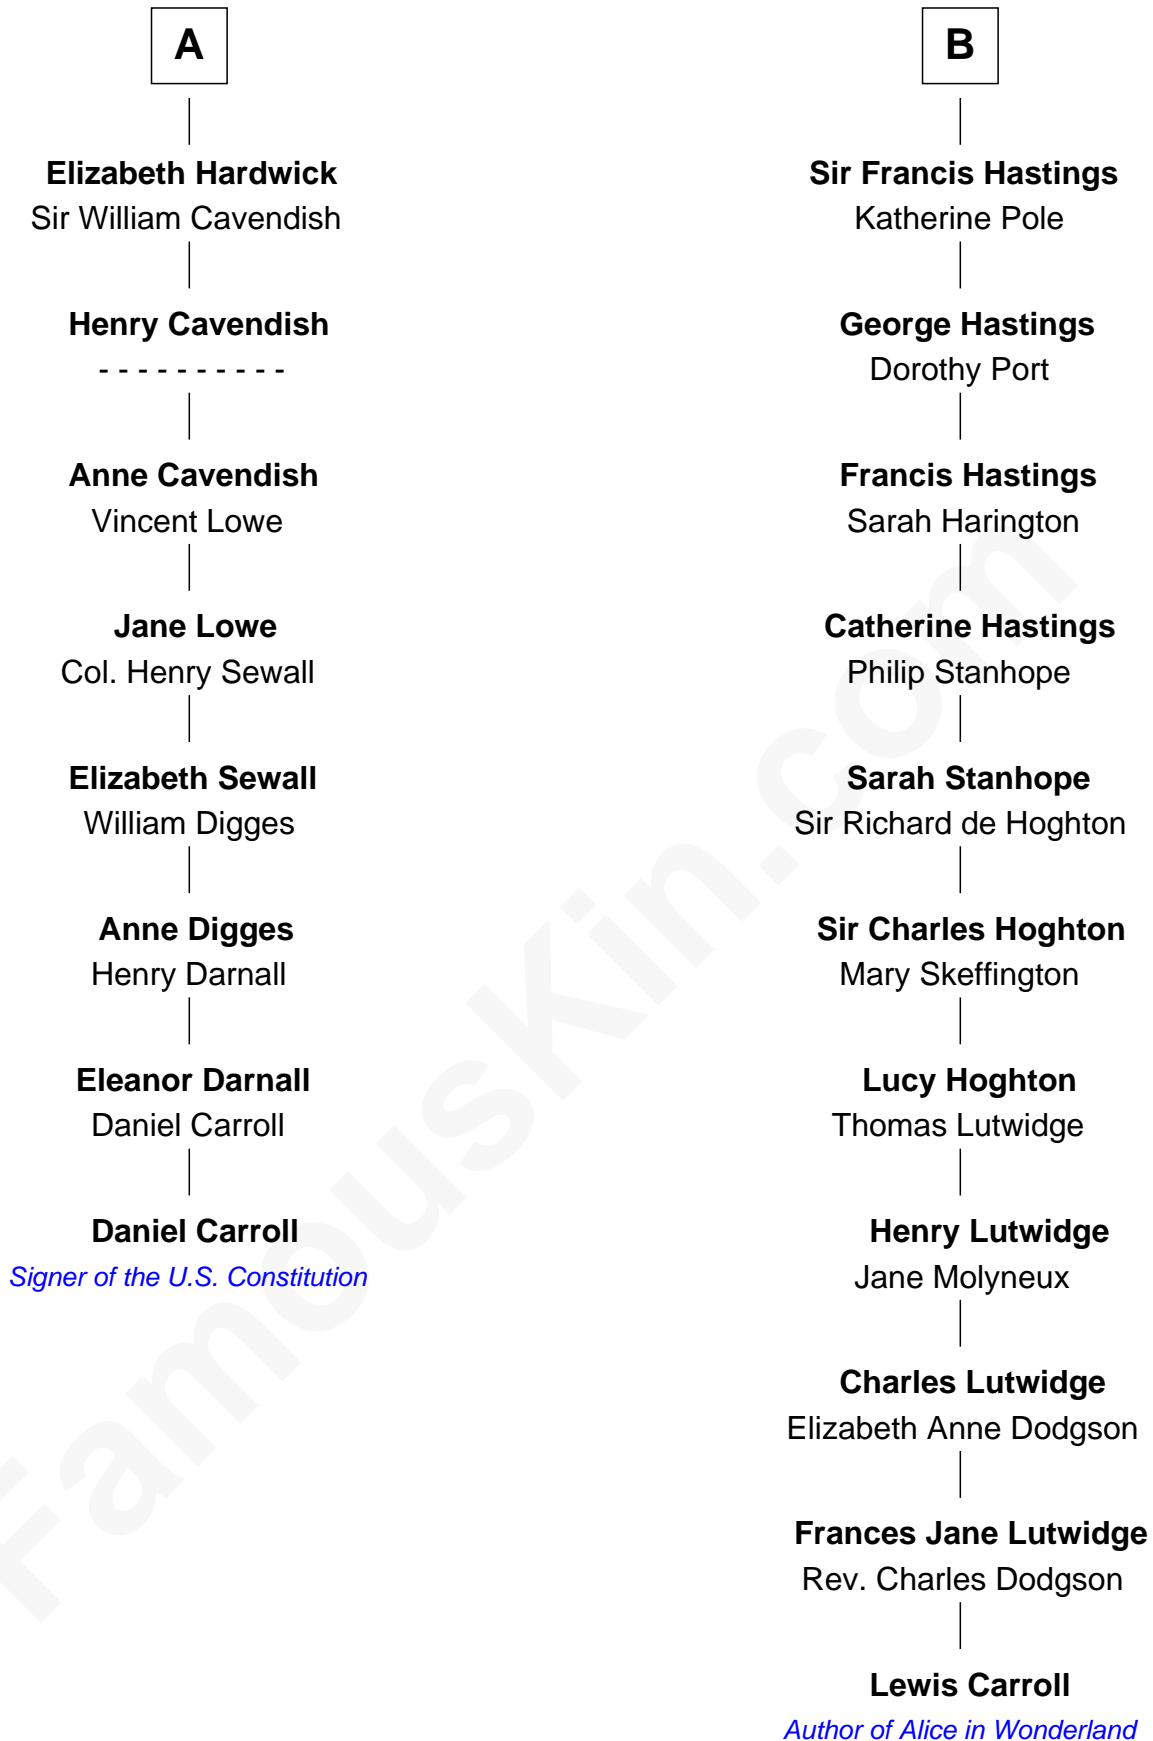 A
Elizabeth Hardwick
Sir William Cavendish
Henry Cavendish
- - - - - - - - - -
Anne Cavendish
Vincent Lowe
Jane Lowe
Col. Henry Sewall
Elizabeth Sewall
William Digges
Anne Digges
Henry Darnall
Eleanor Darnall
Daniel Carroll
Daniel Carroll
Signer of the U.S. Constitution
B
Sir Francis Hastings
Katherine Pole
George Hastings
Dorothy Port
Francis Hastings
Sarah Harington
Catherine Hastings
Philip Stanhope
Sarah Stanhope
Sir Richard de Hoghton
Sir Charles Hoghton
Mary Skeffington
Lucy Hoghton
Thomas Lutwidge
Henry Lutwidge
Jane Molyneux
Charles Lutwidge
Elizabeth Anne Dodgson
Frances Jane Lutwidge
Rev. Charles Dodgson
Lewis Carroll
Author of Alice in Wonderland
FamousKin.com